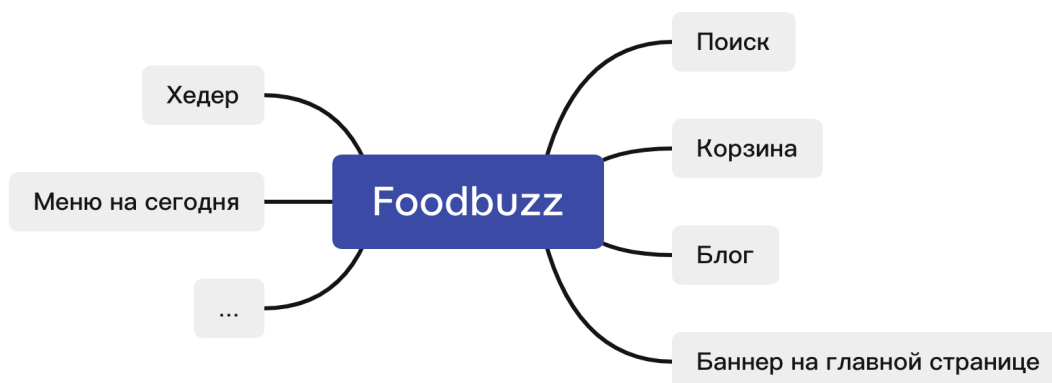 Поиск
Хедер
Корзина
Foodbuzz
Меню на сегодня
Блог
...
Баннер на главной странице